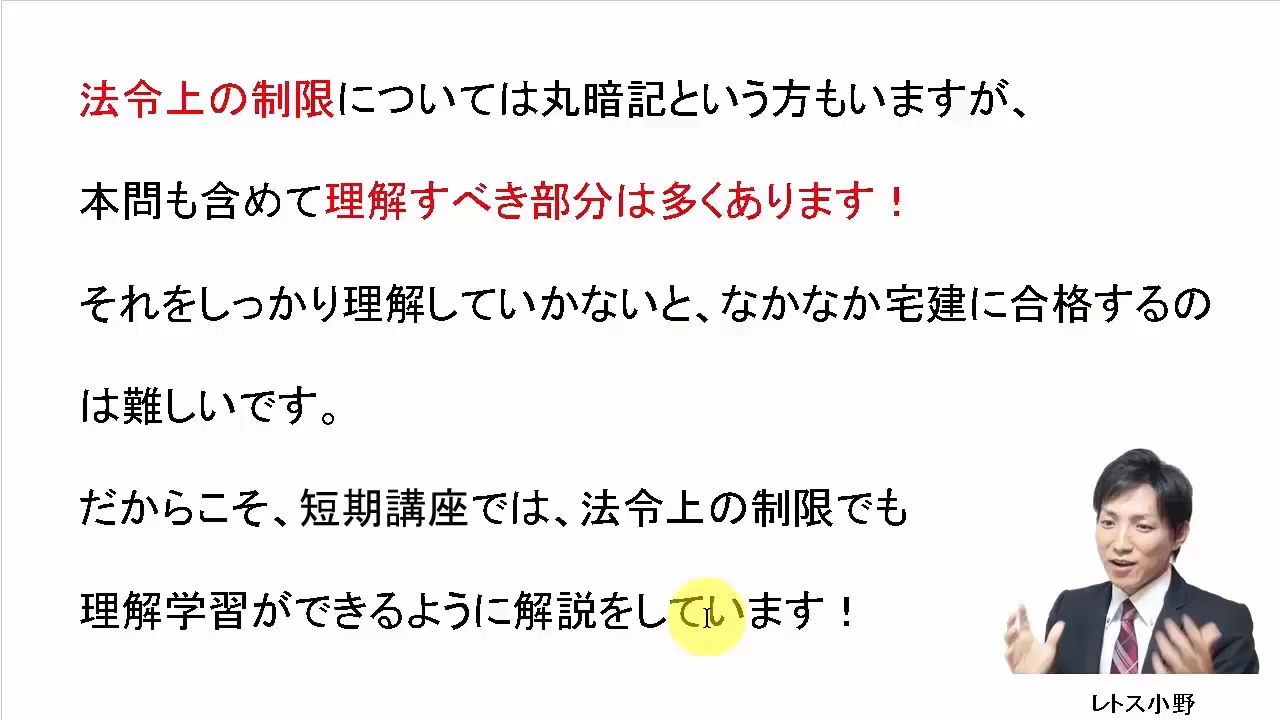 法令上の制限については丸暗記という方もいますが、
本問も含めて理解すべき部分は多くあります！
それをしっかり理解していかないと、なかなか宅建に合格するの
は難しいです。
だからこそ、短期講座では、法令上の制限でも
理解学習ができるように解説をしています！
レトス小野